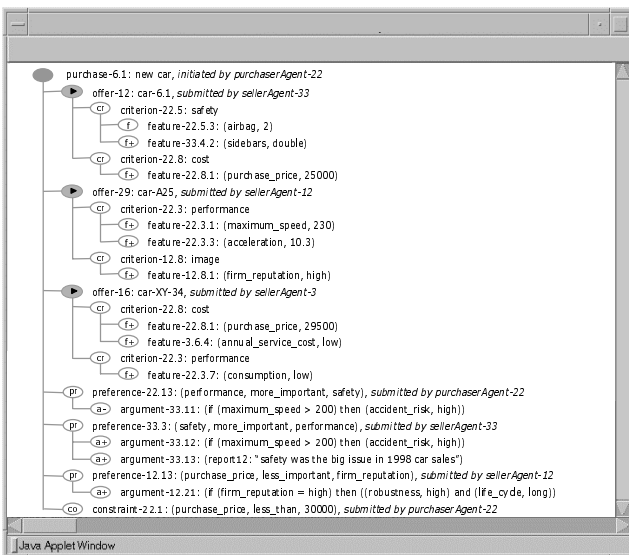 purchase-6.1: new car, initiated by purchaserAgent-22
offer-12: car-6.1, submitted by sellerAgent-33
cr criterion-22.5: safety
f feature-22.5.3: (airbag, 2)
f+ feature-33.4.2: (sidebars, double)
cr criterion-22.8: cost
f+ feature-22.8.1: (purchase_price, 25000)
offer-29: car-A25, submitted by sellerAgent-12
cr criterion-22.3: performance
f+ feature-22.3.1: (maximum_speed, 230)
f+ feature-22.3.3: (acceleration, 10.3)
cr criterion-12.8: image
f+ feature-12.8.1: (firm_reputation, high)
offer-16: car-XY-34, submitted by sellerAgent-3
cr criterion-22.8: cost
f+ feature-22.8.1: (purchase_price, 29500)
f+ feature-3.6.4: (annual_service_cost, low)
cr criterion-22.3: performance
f+ feature-22.3.7: (consumption, low)
pr preference-22.13: (performance, more_important, safety), submitted by purchaserAgent-22
a- argument-33.11: (if (maximum_speed > 200) then (accident_risk, high))
pr preference-33.3: (safety, more_important, performance), submitted by sellerAgent-33
a+ argument-33.12: (if (maximum_speed > 200) then (accident_risk, high))
a+ argument-33.13: (report12: “safety was the big issue in 1998 car sales”)
pr preference-12.13: (purchase_price, less_important, firm_reputation), submitted by sellerAgent-12
a+ argument-12.21: (if (firm_reputation = high) then ((robustness, high) and (life_cycle, long))
co constraint-22.1: (purchase_price, less_than, 30000), submitted by purchaserAgent-22
Java Applet Window